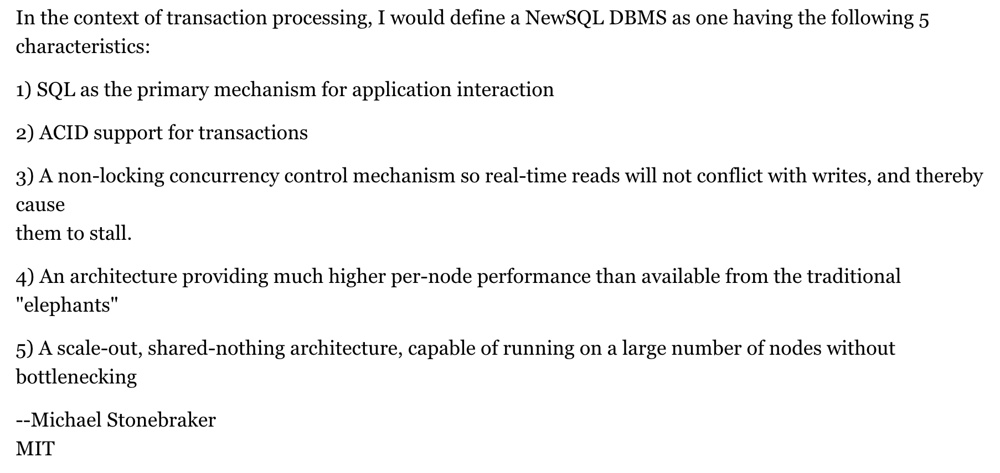 In the context of transaction processing, I would define a NewSQL DBMS as one having the following 5
characteristics:
1) SQL as the primary mechanism for application interaction
2) ACID support for transactions
3) A non-locking concurrency control mechanism so real-time reads will not conflict with writes, and thereby
cause
them to stall.
4) An architecture providing much higher per-node performance than available from the traditional
"elephants"
5) A scale-out, shared-nothing architecture, capable of running on a large number of nodes without
bottlenecking
--Michael Stonebraker
MIT